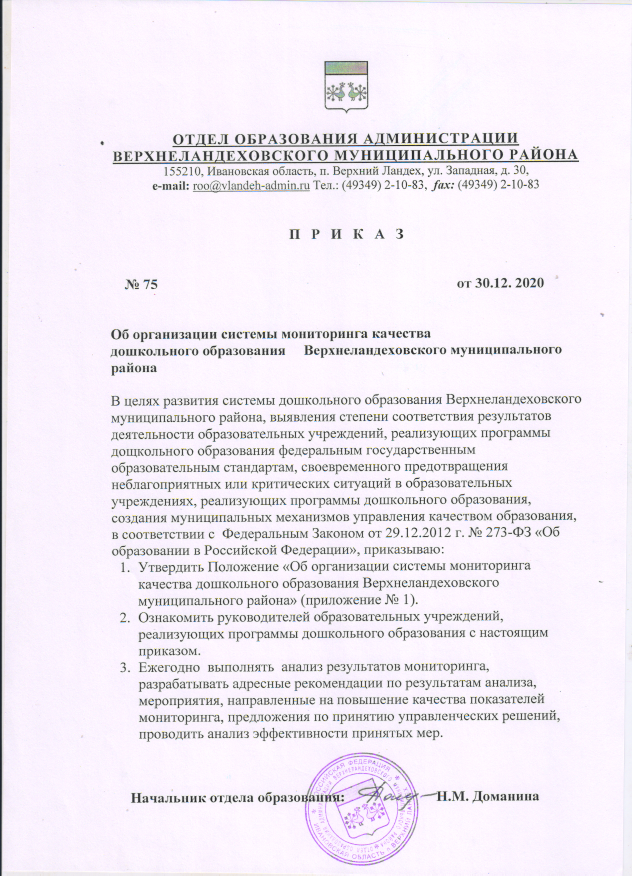 ОТДЕЛ ОБРАЗОВАНИЯ АДМИНИСТРАЦИИ
ВЕРХНЕЛАНДЕХОВСКОГО МУНИЦИПАЛЬНОГО РАЙОНА
155210, Ивановская область, п. Верхний Ландех, ул. Западная, д. 30,
e-mail: roo@vlandeh-admin.ru Тел.: (49349) 2-10-83, fax: (49349) 2-10-83
П Р И К А З
№ 75 от 30.12. 2020
Об организации системы мониторинга качества
дошкольного образования Верхнеландеховского муниципального
района
В целях развития системы дошкольного образования Верхнеландеховского
муниципального района, выявления степени соответствия результатов
деятельности образовательных учреждений, реализующих программы
дощкольного образования федеральным государственным
образовательным стандартам, своевременного предотвращения
неблагоприятных или критических ситуаций в образовательных
учреждениях, реализующих программы дошкольного образования,
создания муниципальных механизмов управления качеством образования,
в соответствии с Федеральным Законом от 29.12.2012 г. № 273-ФЗ «Об
образовании в Российской Федерации», приказываю:
1. Утвердить Положение «Об организации системы мониторинга
качества дошкольного образования Верхнеландеховского
муниципального района» (приложение № 1).
2. Ознакомить руководителей образовательных учреждений,
реализующих программы дошкольного образования с настоящим
приказом.
3. Ежегодно выполнять анализ результатов мониторинга,
разрабатывать адресные рекомендации по результатам анализа,
мероприятия, направленные на повышение качества показателей
мониторинга, предложения по принятию управленческих решений,
проводить анализ эффективности принятых мер.
Начальник отдела образования: Н.М. Доманина
РОССИЙСКАЯ ФЕДЕРАЦИЯ
ИВАНОВСКАЯ ОБЛАСТЬ